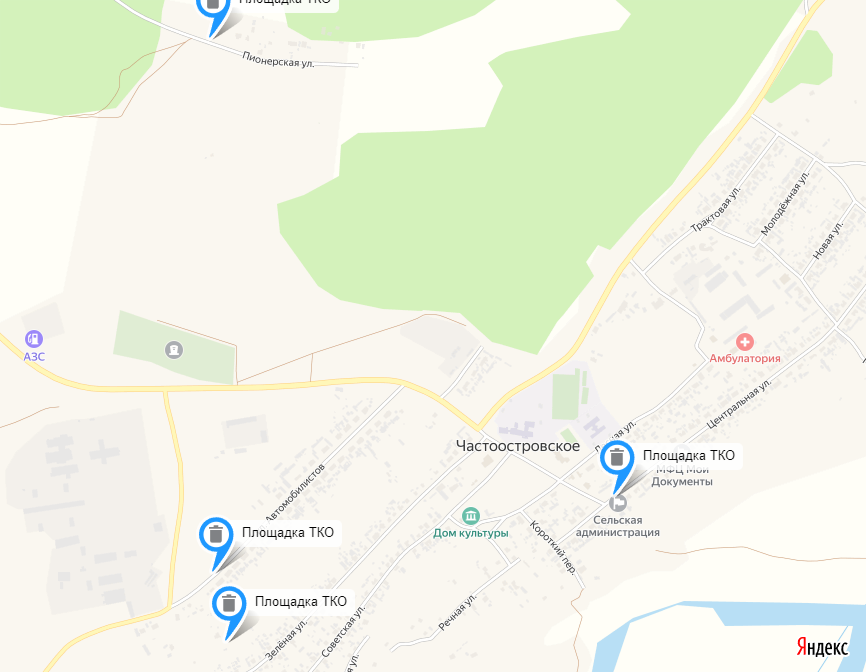 Площадка ТКО
Пионерская ул.
Трактовая ул.
Молодёжная ул.
Новая ул.
АЗС
Амбулатория
Центральная ул.
Частоостровское
Площадка ТКО
МФЦ Мои
Документы
Сельская
администрация
Автомобилистов
Дом культуры
Короткий пер.
Площадка ТКО
Площадка ТКО
Речная ул.
Зелёная ул.
Советская ул.
Яндекс